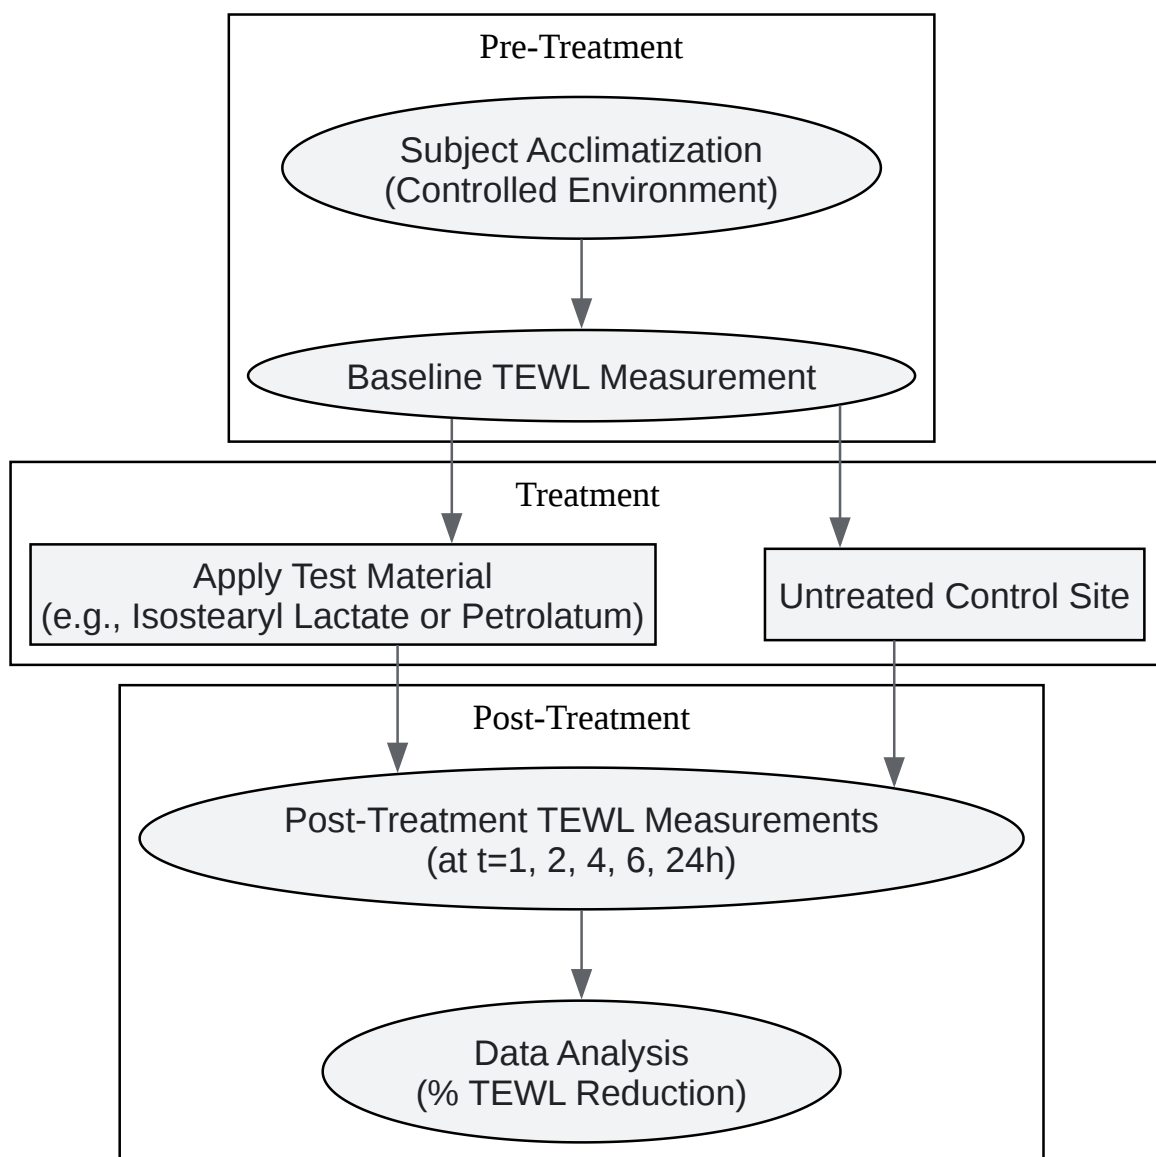 Pre-Treatment
Subject Acclimatization
(Controlled Environment)
Baseline TEWL Measurement
Treatment
Apply Test Material
(e.g., Isostearyl Lactate or Petrolatum)
Untreated Control Site
Post-Treatment
Post-Treatment TEWL Measurements
(at t=1, 2, 4, 6, 24h)
Data Analysis
(% TEWL Reduction)